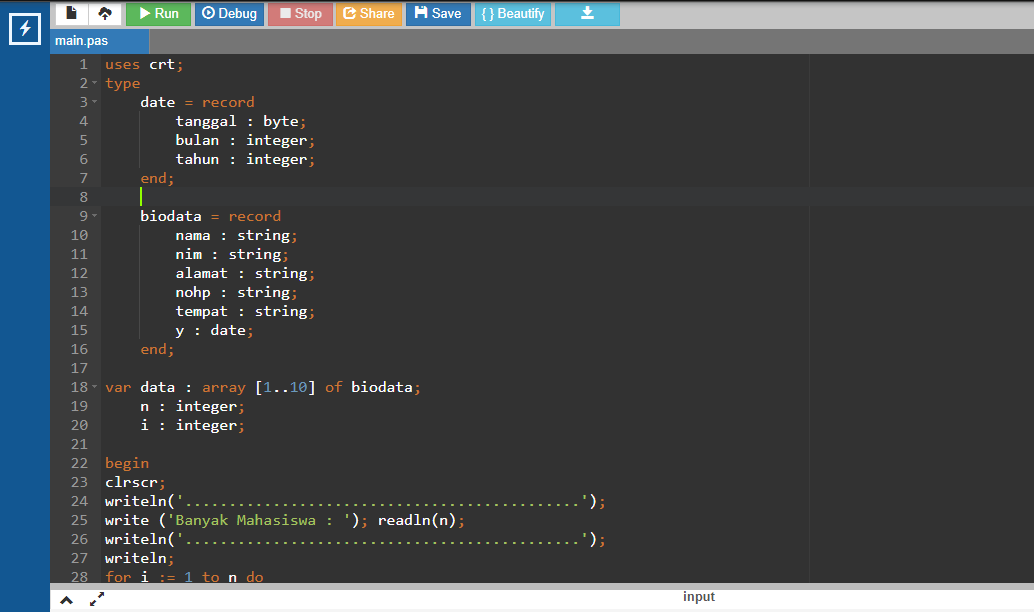 Run Debug Stop Share Save { } Beautify
main.pas
1 uses crt;
2 type
3 date = record
4 tanggal : byte;
5 bulan : integer;
6 tahun : integer;
7 end;
8
9 biodata = record
10 nama : string;
11 nim : string;
12 alamat : string;
13 nohp : string;
14 tempat : string;
15 y : date;
16 end;
17
18 var data : array [1..10] of biodata;
19 n : integer;
20 i : integer;
21
22 begin
23 clrscr;
24 writeln('.............................................');
25 write ('Banyak Mahasiswa : '); readln(n);
26 writeln('.............................................');
27 writeln;
28 for i := 1 to n do
input